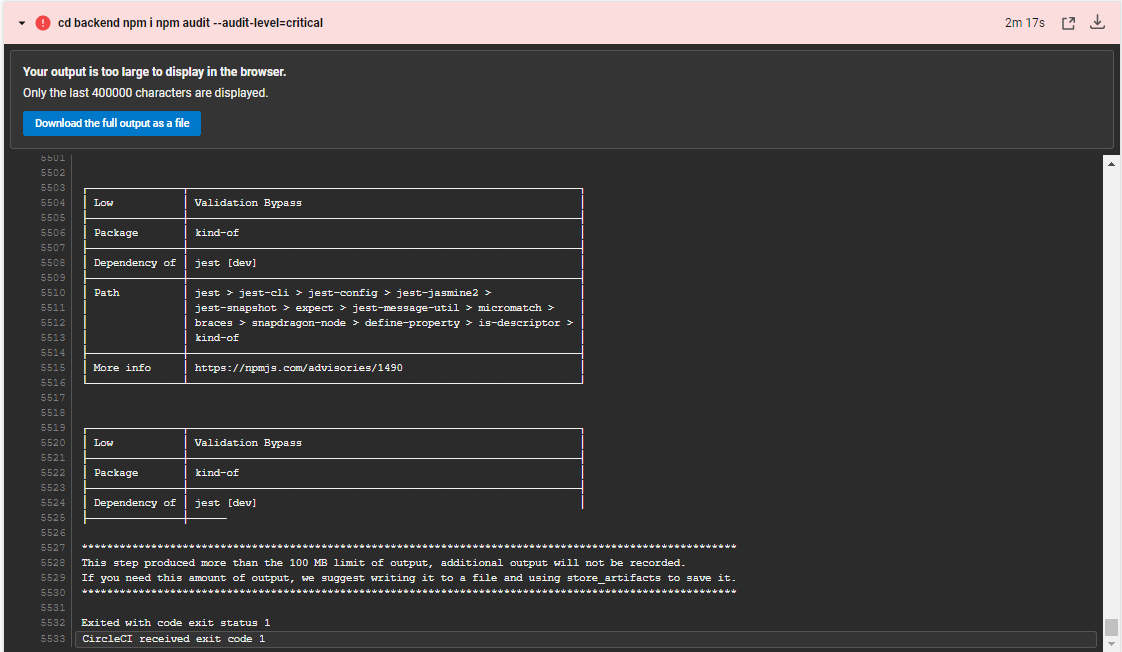 cd backend npm i npm audit --audit-level=critical
2m 17s
Your output is too large to display in the browser.
Only the last 400000 characters are displayed.
Download the full output as a file
5501
5502
5503
5504 Low Validation Bypass
5505
5506 Package kind-of
5507
5508 Dependency of jest [dev]
5509
5510 Path jest > jest-cli > jest-config > jest-jasmine2 >
5511 jest-snapshot > expect > jest-message-util > micromatch >
5512 braces > snapdragon-node > define-property > is-descriptor >
5513 kind-of
5514
5515 More info https://npmjs.com/advisories/1490
5516
5517
5518
5519
5520 Low Validation Bypass
5521
5522 Package kind-of
5523
5524 Dependency of jest [dev]
5525
5526
5527 *******************************************************************************************************
5528 This step produced more than the 100 MB limit of output, additional output will not be recorded.
5529 If you need this amount of output, we suggest writing it to a file and using store_artifacts to save it.
5530 *******************************************************************************************************
5531
5532 Exited with code exit status 1
5533 CircleCI received exit code 1